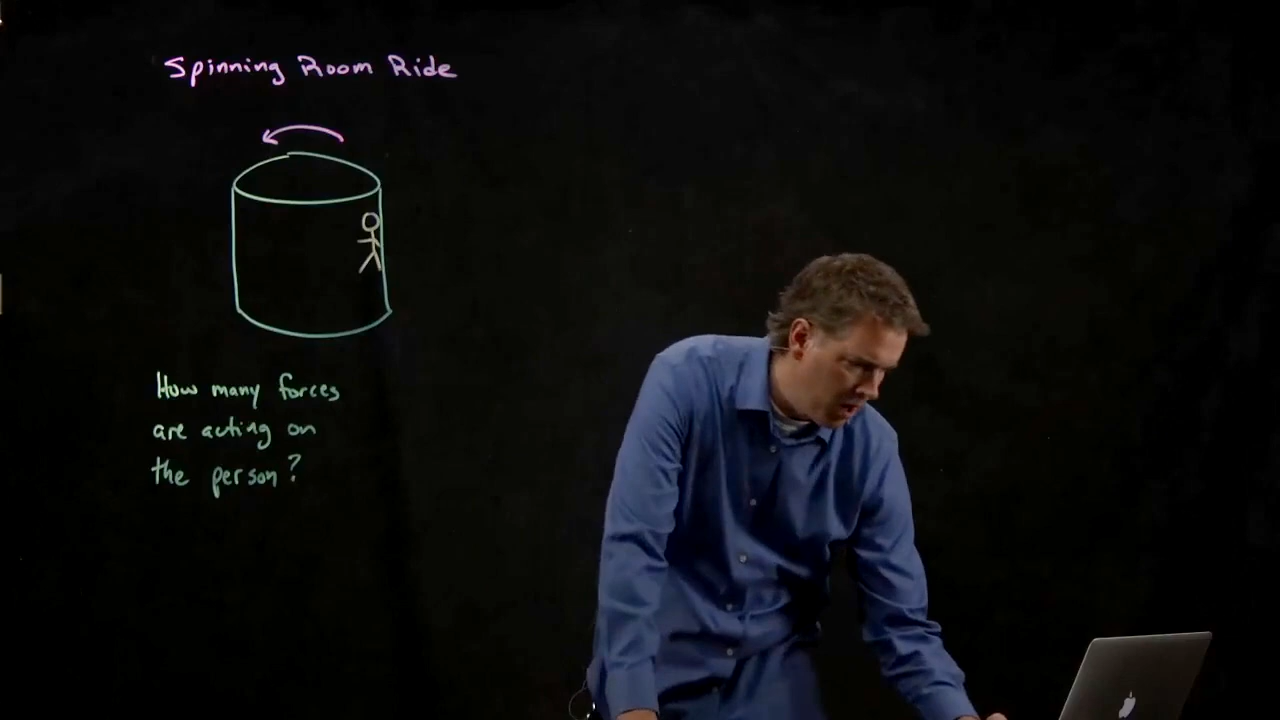 Spinning Room Ride
How many forces
are acting on
the person?